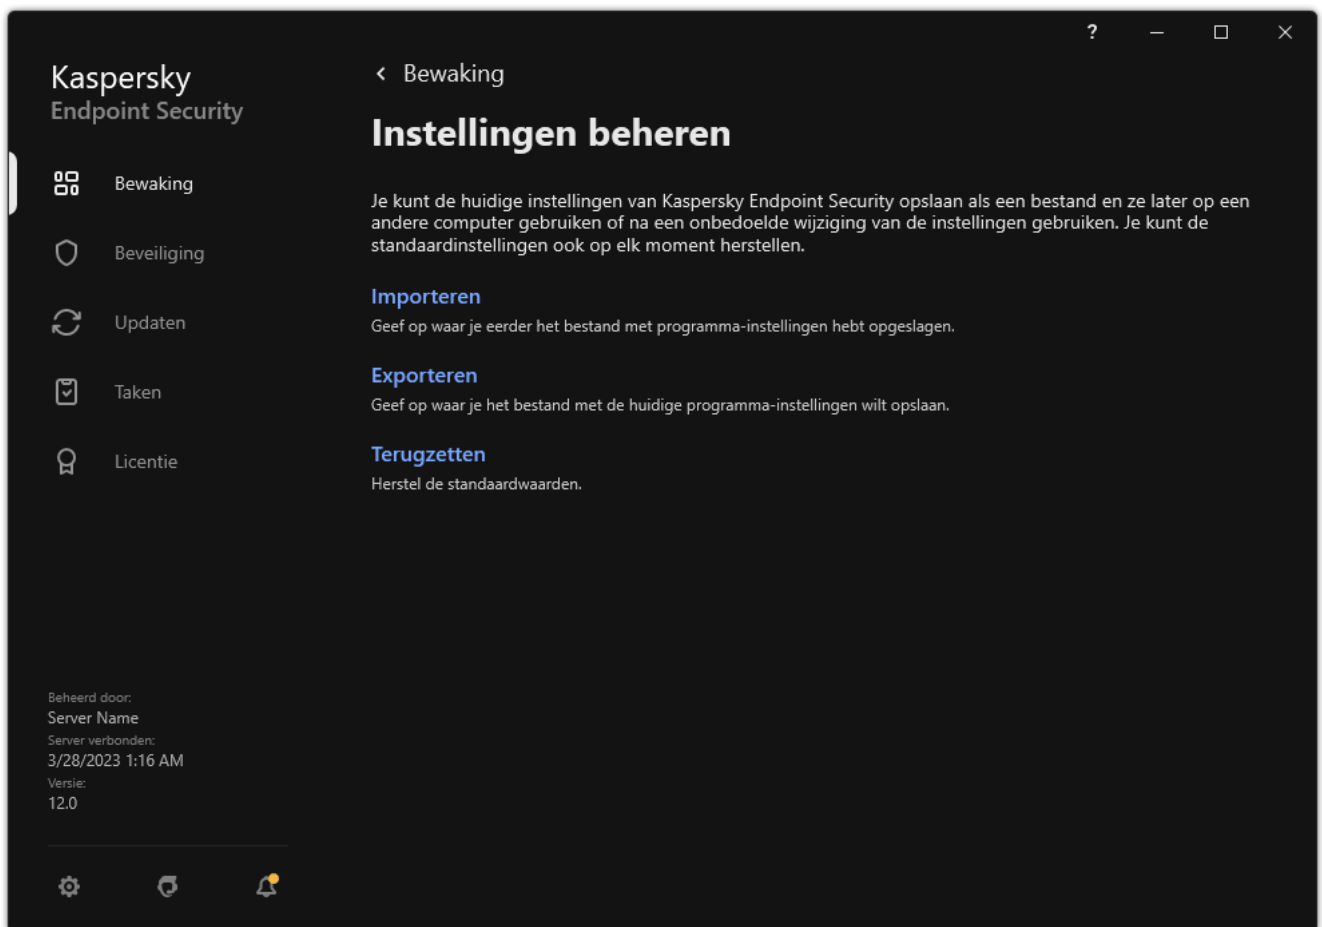 ?
Kaspersky
Endpoint Security
Bewaking
Beveiliging
Updaten
Taken
Licentie
Beheerd door:
Server Name
Server verbonden:
3/28/2023 1:16 AM
Versie:
12.0
Bewaking
Instellingen beheren
Je kunt de huidige instellingen van Kaspersky Endpoint Security opslaan als een bestand en ze later op een
andere computer gebruiken of na een onbedoelde wijziging van de instellingen gebruiken. Je kunt de
standaardinstellingen ook op elk moment herstellen.
Importeren
Geef op waar je eerder het bestand met programma-instellingen hebt opgeslagen.
Exporteren
Geef op waar je het bestand met de huidige programma-instellingen wilt opslaan.
Terugzetten
Herstel de standaardwaarden.